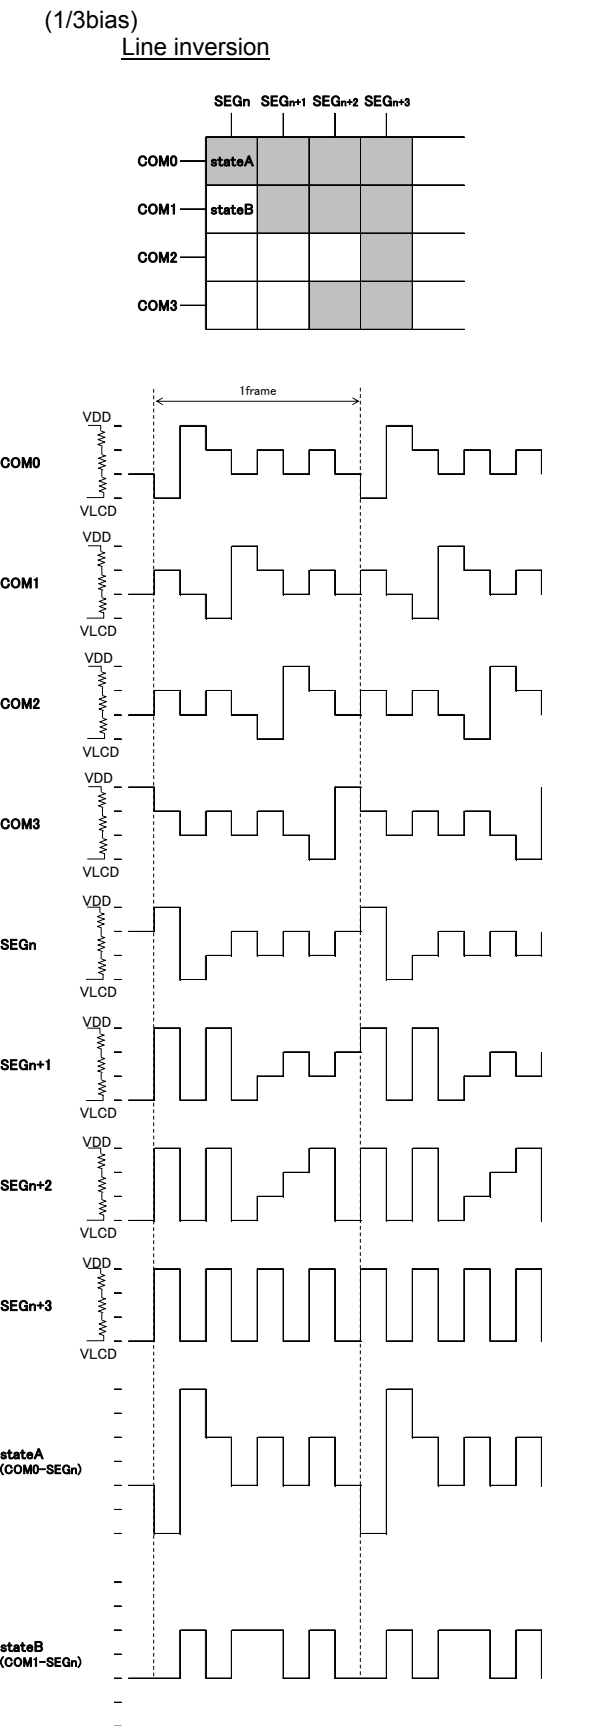 (1/3bias)
Line inversion
SEGn SEGn+1 SEGn+2 SEGn+3
COM0 stateA
COM1 stateB
COM2
COM3
1frame
VDD
COM0
VLCD
VDD
COM1
VLCD
VDD
COM2
VLCD
VDD
COM3
VLCD
VDD
SEGn
VLCD
VDD
SEGn+1
VLCD
VDD
SEGn+2
VLCD
VDD
SEGn+3
VLCD
stateA
(COM0-SEGn)
stateB
(COM1-SEGn)